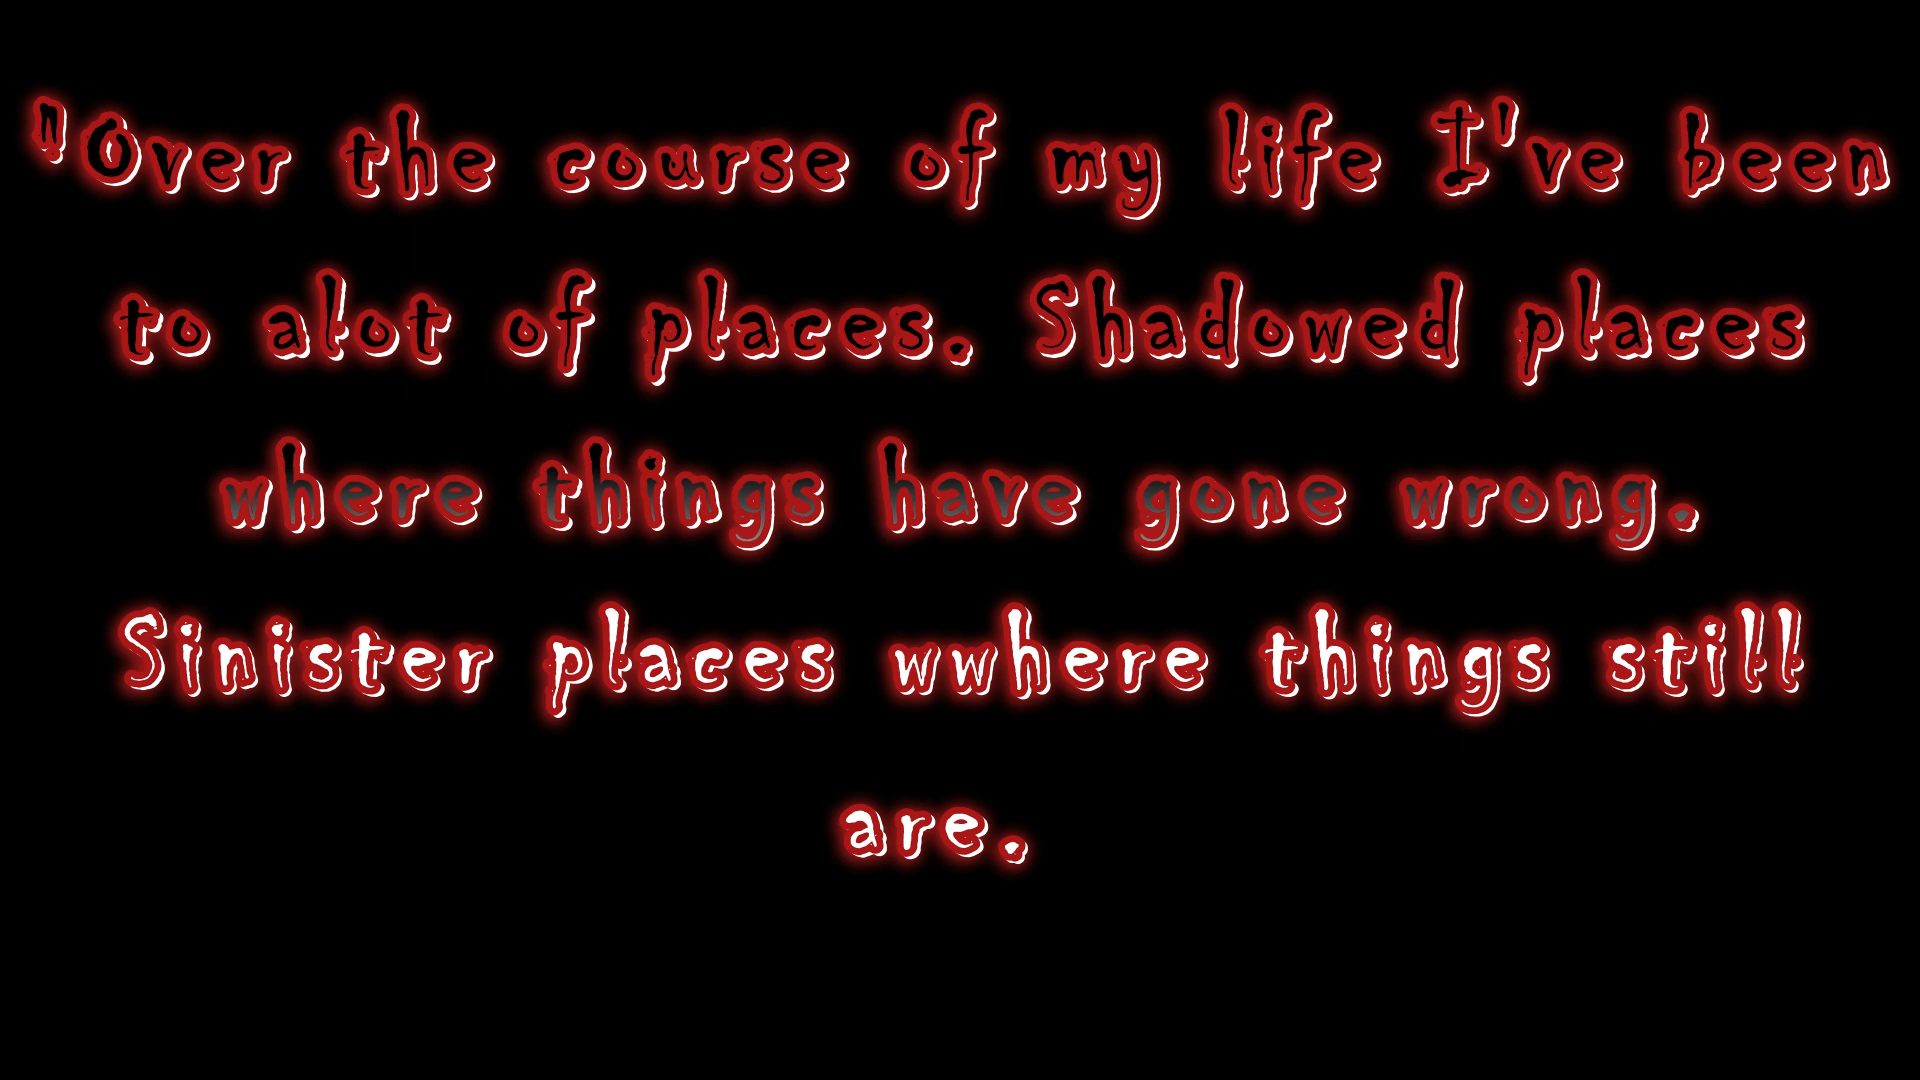 "Over the course of my life I've been
to alot of places. Shadowed places
where things have gone wrong.
Sinister places wwhere things still
are.